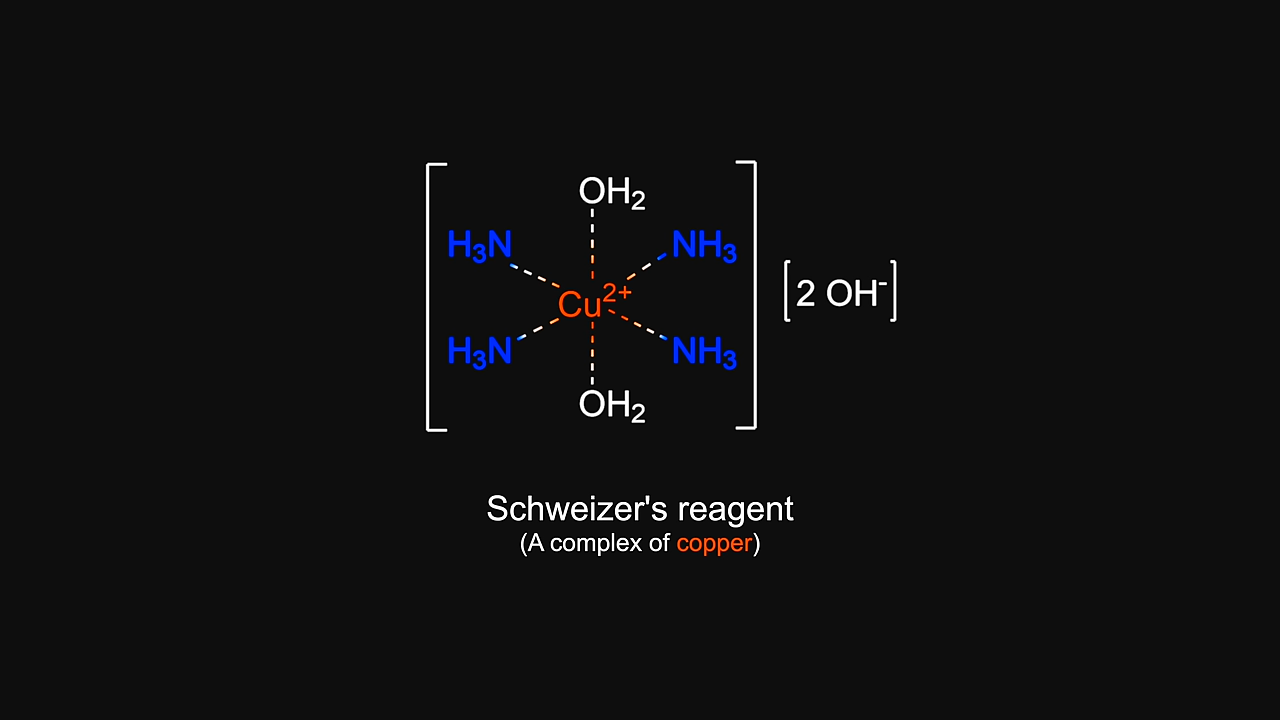 OH₂
H₃N NH₃
Cu²⁺ [2 OH⁻]
H₃N NH₃
OH₂
Schweizer's reagent
(A complex of copper)